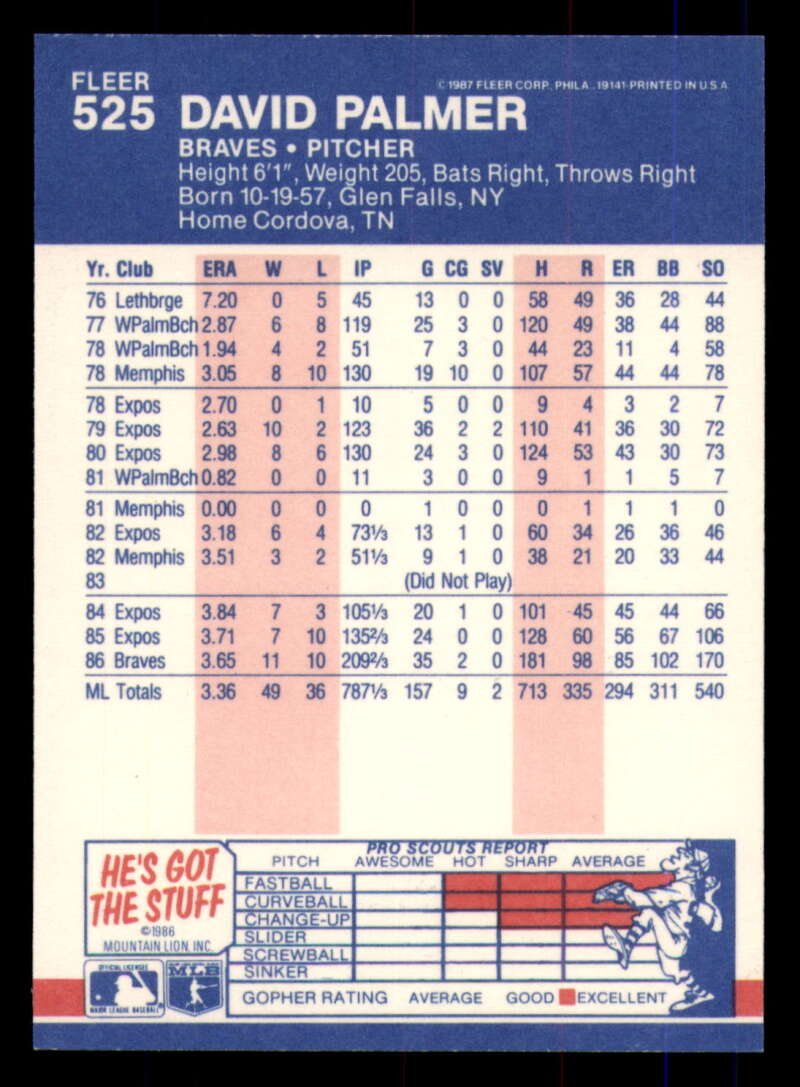 FLEER
© 1987 FLEER CORP. PHILA., 19141-PRINTED IN U.S.A.
525 DAVID PALMER
BRAVES • PITCHER
Height 6'1", Weight 205, Bats Right, Throws Right
Born 10-19-57, Glen Falls, NY
Home Cordova, TN
Yr. Club ERA W L IP G CG SV H R ER BB SO
76 Lethbrge 7.20 0 5 45 13 0 0 58 49 36 28 44
77 WPalmBch 2.87 6 8 119 25 3 0 120 49 38 44 88
78 WPalmBch 1.94 4 2 51 7 3 0 44 23 11 4 58
78 Memphis 3.05 8 10 130 19 10 0 107 57 44 44 78
78 Expos 2.70 0 1 10 5 0 0 9 4 3 2 7
79 Expos 2.63 10 2 123 36 2 2 110 41 36 30 72
80 Expos 2.98 8 6 130 24 3 0 124 53 43 30 73
81 WPalmBch 0.82 0 0 11 3 0 0 9 1 1 5 7
81 Memphis 0.00 0 0 0 1 0 0 0 1 1 1 0
82 Expos 3.18 6 4 73⅓ 13 1 0 60 34 26 36 46
82 Memphis 3.51 3 2 51⅓ 9 1 0 38 21 20 33 44
83 (Did Not Play)
84 Expos 3.84 7 3 105⅓ 20 1 0 101 45 45 44 66
85 Expos 3.71 7 10 135⅔ 24 0 0 128 60 56 67 106
86 Braves 3.65 11 10 209⅔ 35 2 0 181 98 85 102 170
ML Totals 3.36 49 36 787⅓ 157 9 2 713 335 294 311 540
HE'S GOT
THE STUFF
©1986
MOUNTAIN LION, INC.
OFFICIAL LICENSEE
MAJOR LEAGUE BASEBALL
MLB
PRO SCOUTS REPORT
PITCH AWESOME HOT SHARP AVERAGE
FASTBALL
CURVEBALL
CHANGE-UP
SLIDER
SCREWBALL
SINKER
GOPHER RATING AVERAGE GOOD EXCELLENT